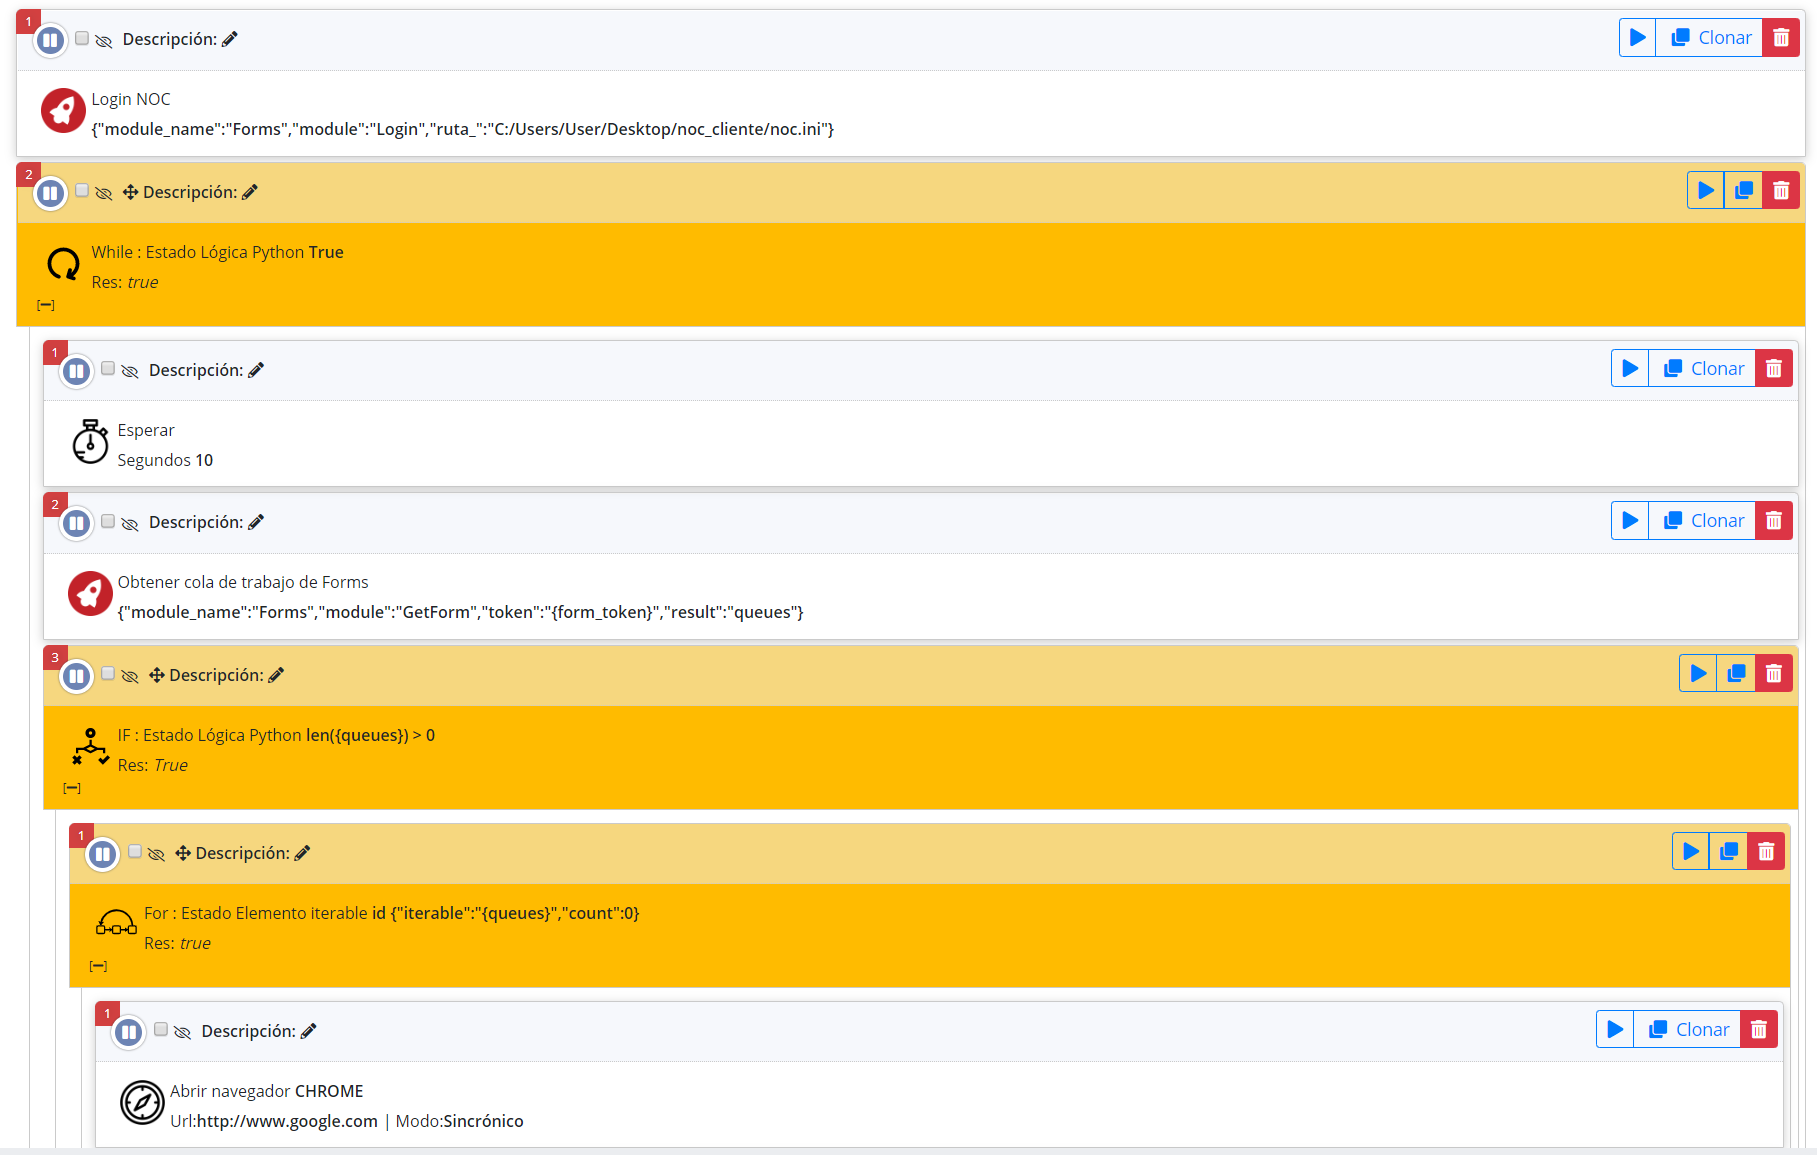 1
Descripción:
Clonar
Login NOC
{"module_name":"Forms","module":"Login","ruta_":"C:/Users/User/Desktop/noc_cliente/noc.ini"}
2
Descripción:
While : Estado Lógica Python True
Res: true
[−]
1
Descripción:
Clonar
Esperar
Segundos 10
2
Descripción:
Clonar
Obtener cola de trabajo de Forms
{"module_name":"Forms","module":"GetForm","token":"{form_token}","result":"queues"}
3
Descripción:
IF : Estado Lógica Python len({queues}) > 0
Res: True
[−]
1
Descripción:
For : Estado Elemento iterable id {"iterable":"{queues}","count":0}
Res: true
[−]
1
Descripción:
Clonar
Abrir navegador CHROME
Url:http://www.google.com | Modo:Sincrónico